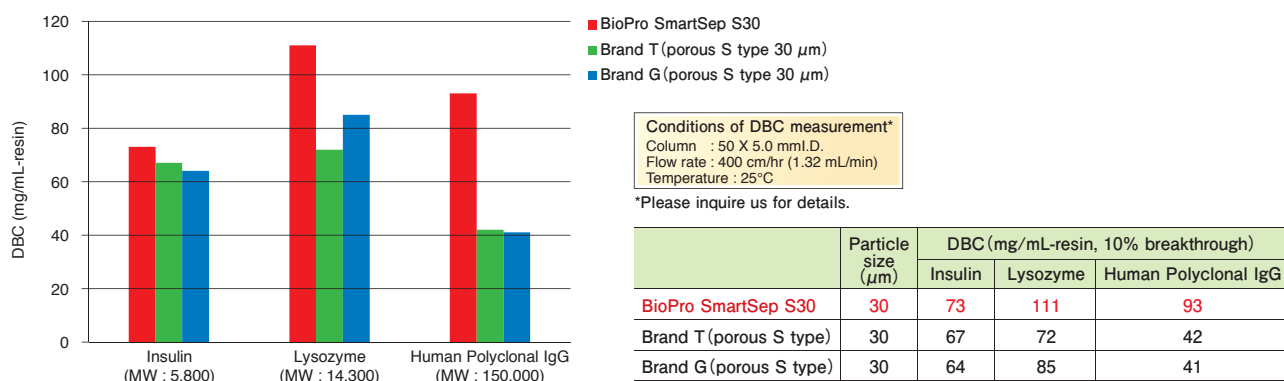 120
100
80
60
40
20
0
DBC (mg/mL-resin)
Insulin
(MW : 5.800)
Lysozyme
(MW : 14.300)
Human Polyclonal IgG
(MW : 150.000)
BioPro SmartSep S30
Brand T(porous S type 30 μm)
Brand G(porous S type 30 μm)
Conditions of DBC measurement*
Column : 50 X 5.0 mmI.D.
Flow rate : 400 cm/hr (1.32 mL/min)
Temperature : 25°C
*Please inquire us for details.
Particle size (μm) DBC(mg/mL-resin, 10% breakthrough)
Insulin Lysozyme Human Polyclonal IgG
BioPro SmartSep S30 30 73 111 93
Brand T(porous S type) 30 67 72 42
Brand G(porous S type) 30 64 85 41